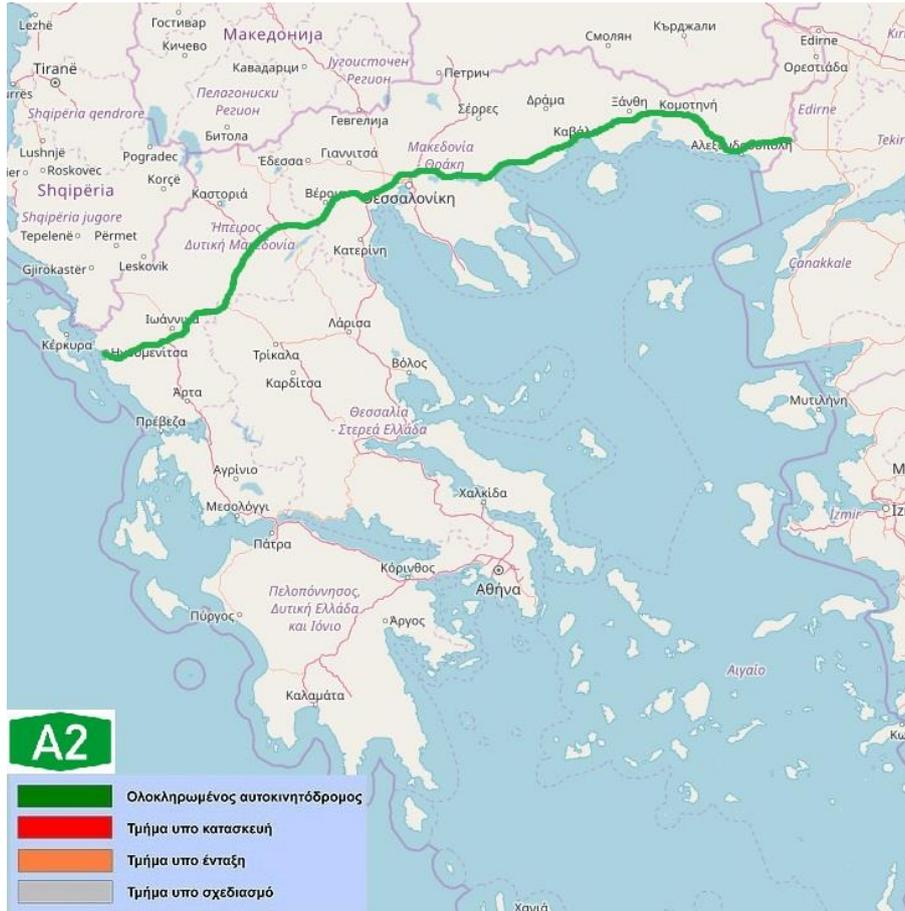 Lezhë
Гостивар
Македонија
Кичево
Смолян
Кърджали
Edirne
Кавадарци
Југоисточен
Регион
Петрич
Tiranë
Ορεστιάδα
Пелагониски
Регион
Σέρρες
Δράμα
Ξάνθη
Κομοτηνή
Edirne
Shqipëria qendrore
Гевгелија
Битола
Lushnjë
Pogradec
Έδεσσα
Γιαννιτσά
Μακεδονία
Θράκη
Roskovec
Korçë
Shqipëria
Καστοριά
Θεσσαλονίκη
Shqipëria jugore
Ήπειρος
Δυτική Μακεδονία
Tepelenë
Përmet
Κατερίνη
Gjirokastër
Leskovik
Çanakkale
Ιωάννινα
Κέρκυρα
Ηγουμενίτσα
Λάρισα
Τρίκαλα
Βόλος
Καρδίτσα
Άρτα
Μυτιλήνη
Πρέβεζα
Θεσσαλία
- Στερεά Ελλάδα
Αγρίνιο
Χαλκίδα
Μεσολόγγι
İzmir
Πάτρα
Κόρινθος
Αθήνα
Πελοπόννησος,
Δυτική Ελλάδα
και Ιόνιο
Πύργος
Άργος
Αιγαίο
Καλαμάτα
A2
Ολοκληρωμένος αυτοκινητόδρομος
Τμήμα υπο κατασκευή
Τμήμα υπο ένταξη
Τμήμα υπο σχεδιασμό
Χανιά